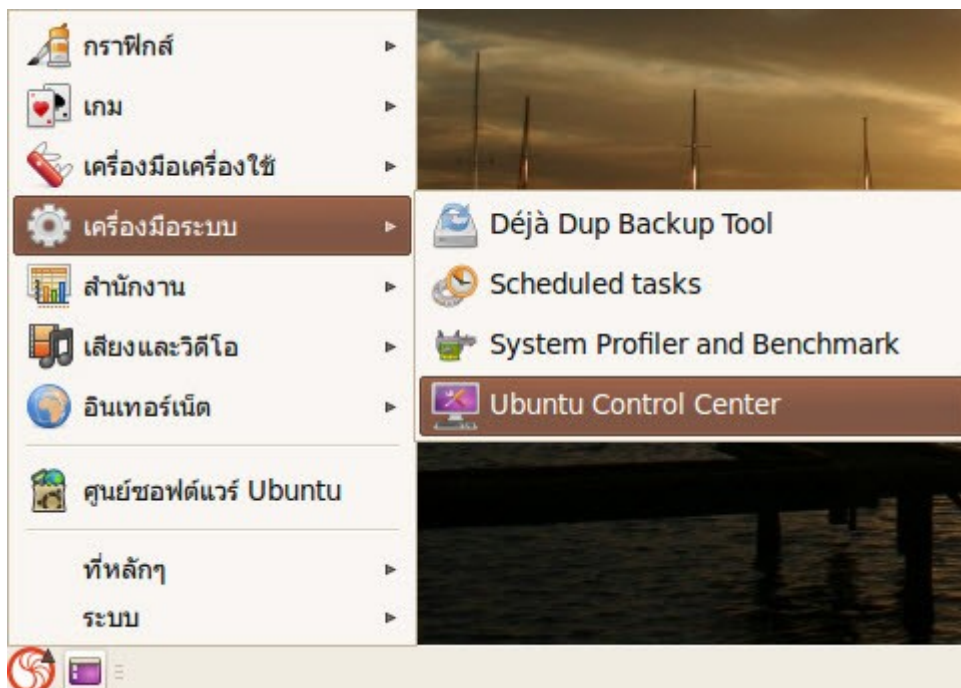 กราฟิกส์
เกม
เครื่องมือเครื่องใช้
เครื่องมือระบบ
สำนักงาน
เสียงและวิดีโอ
อินเทอร์เน็ต
ศูนย์ซอฟต์แวร์ Ubuntu
ที่หลักๆ
ระบบ
Déjà Dup Backup Tool
Scheduled tasks
System Profiler and Benchmark
Ubuntu Control Center